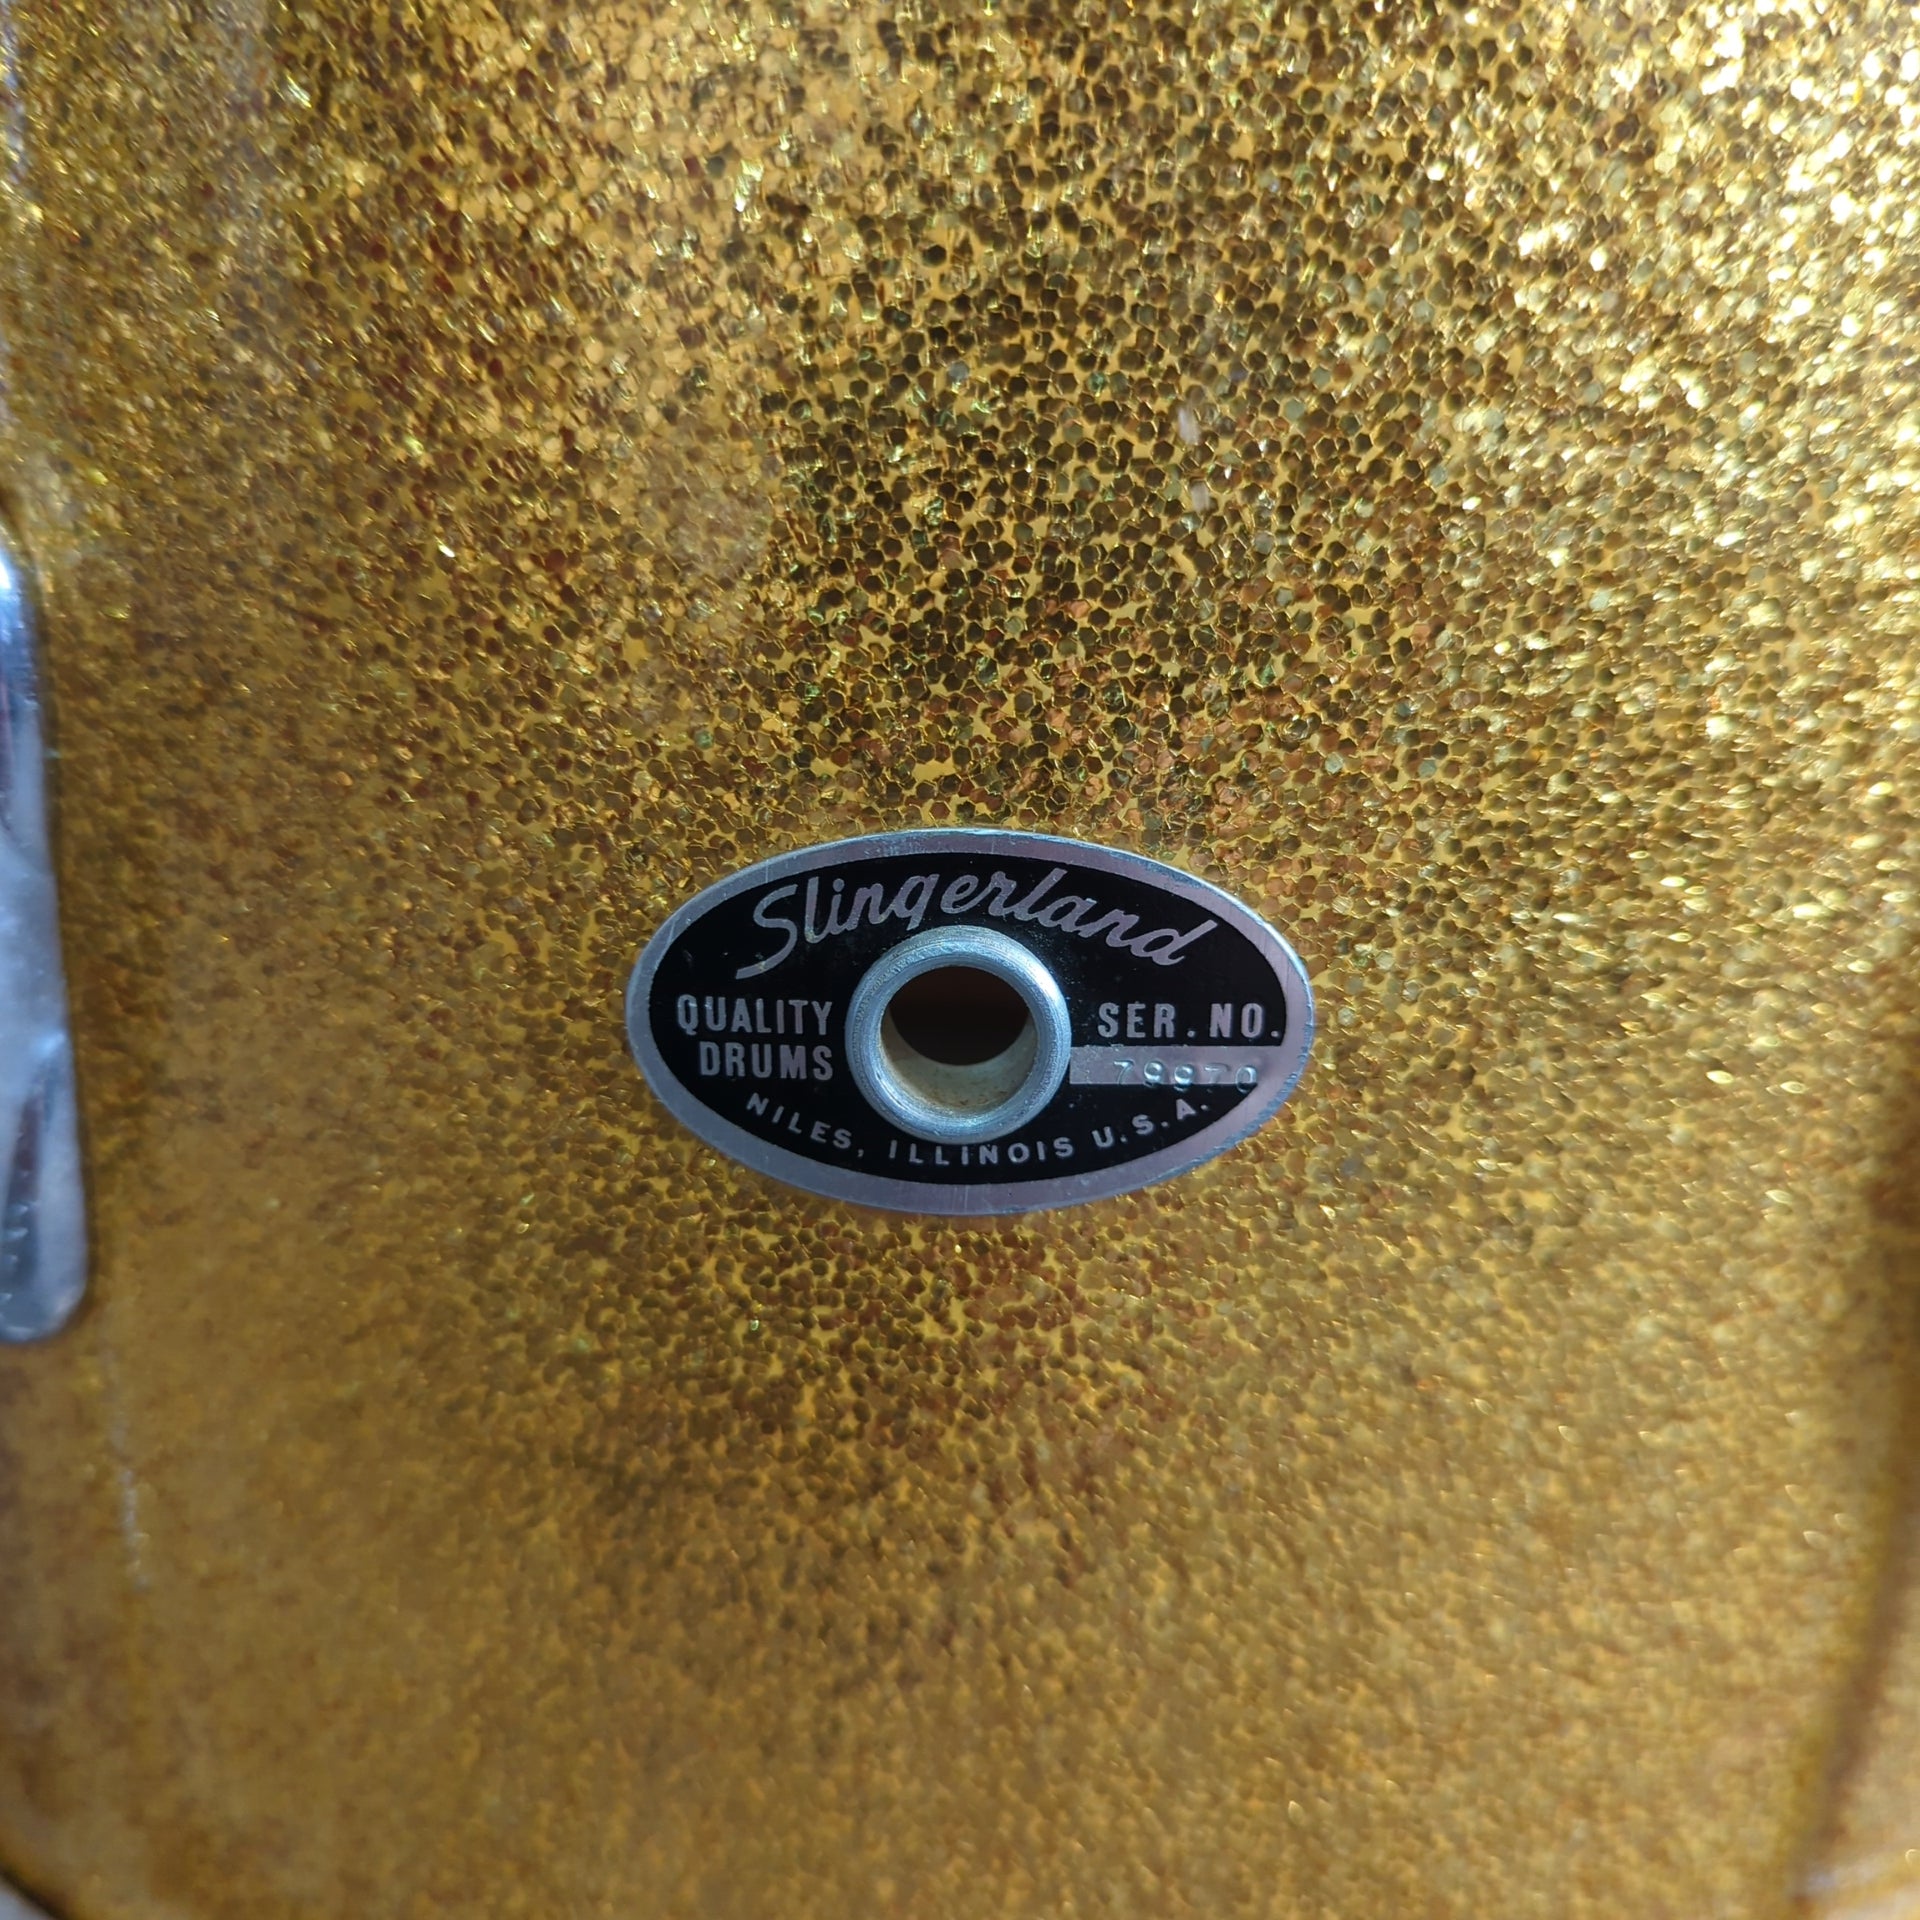 Slingerland
QUALITY SER. NO.
DRUMS 79970
NILES, ILLINOIS U.S.A.